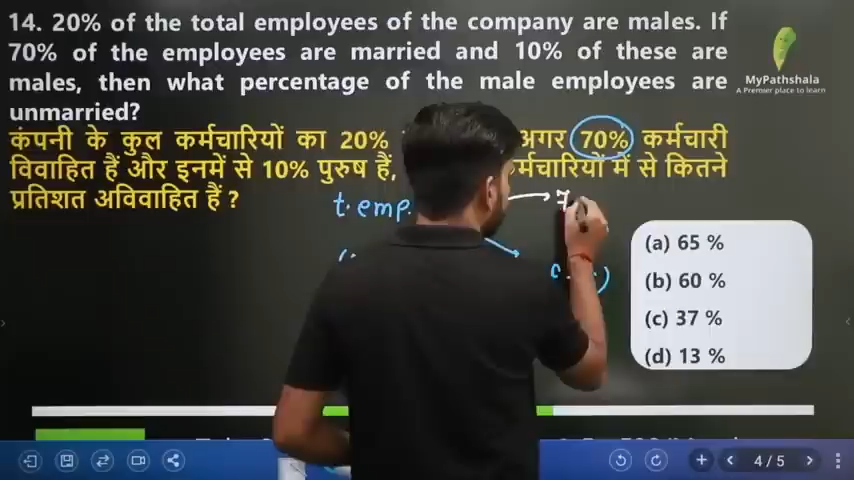 14. 20% of the total employees of the company are males. If
70% of the employees are married and 10% of these are
males, then what percentage of the male employees are
unmarried?
कंपनी के कुल कर्मचारियों का 20% अगर 70% कर्मचारी
विवाहित हैं और इनमें से 10% पुरुष हैं, में से कितने
प्रतिशत अविवाहित हैं ?
t. emp.
(a) 65 %
(b) 60 %
(c) 37 %
(d) 13 %
MyPathshala
A Premier place to learn
4 / 5